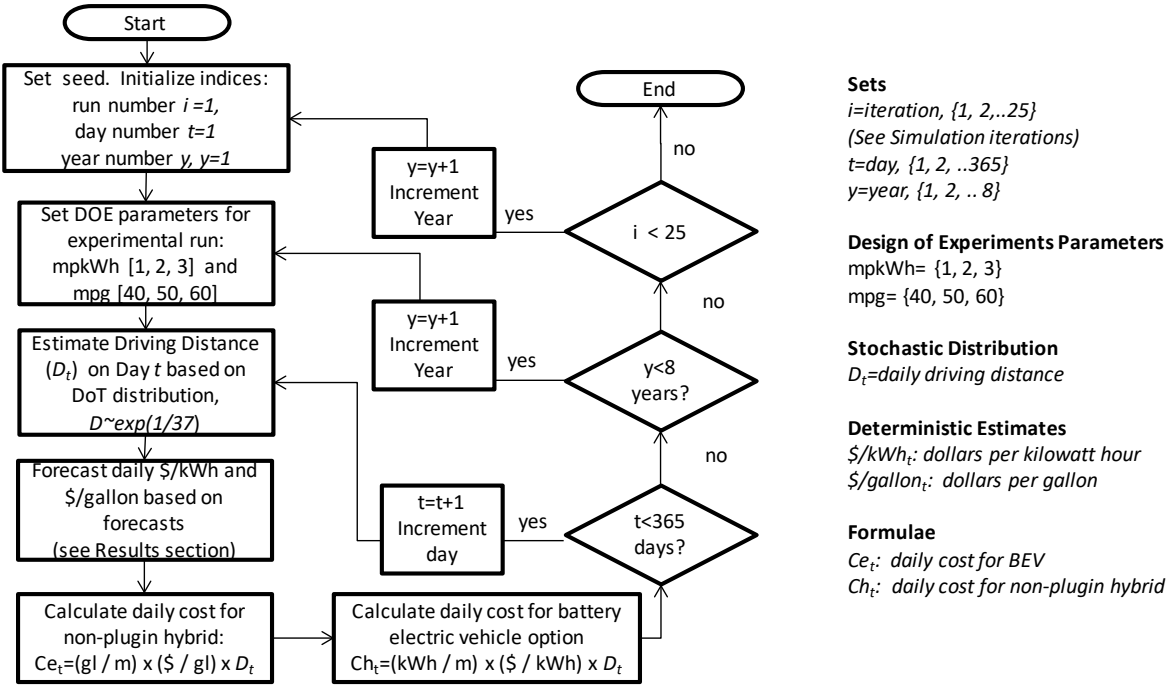 Start
Set seed. Initialize indices:
run number i =1,
day number t=1
year number y, y=1
Set DOE parameters for
experimental run:
mpkWh [1, 2, 3] and
mpg [40, 50, 60]
Estimate Driving Distance
(Dt) on Day t based on
DoT distribution,
D~exp(1/37)
Forecast daily $/kWh and
$/gallon based on
forecasts
(see Results section)
Calculate daily cost for
non-plugin hybrid:
Cet=(gl / m) x ($ / gl) x Dt
Calculate daily cost for battery
electric vehicle option
Cht=(kWh / m) x ($ / kWh) x Dt
t<365
days?
yes
t=t+1
Increment
day
no
y<8
years?
yes
y=y+1
Increment
Year
no
i < 25
yes
y=y+1
Increment
Year
no
End
Sets
i=iteration, {1, 2,..25}
(See Simulation iterations)
t=day, {1, 2, ..365}
y=year, {1, 2, .. 8}
Design of Experiments Parameters
mpkWh= {1, 2, 3}
mpg= {40, 50, 60}
Stochastic Distribution
Dt=daily driving distance
Deterministic Estimates
$/kWht: dollars per kilowatt hour
$/gallont: dollars per gallon
Formulae
Cet: daily cost for BEV
Cht: daily cost for non-plugin hybrid